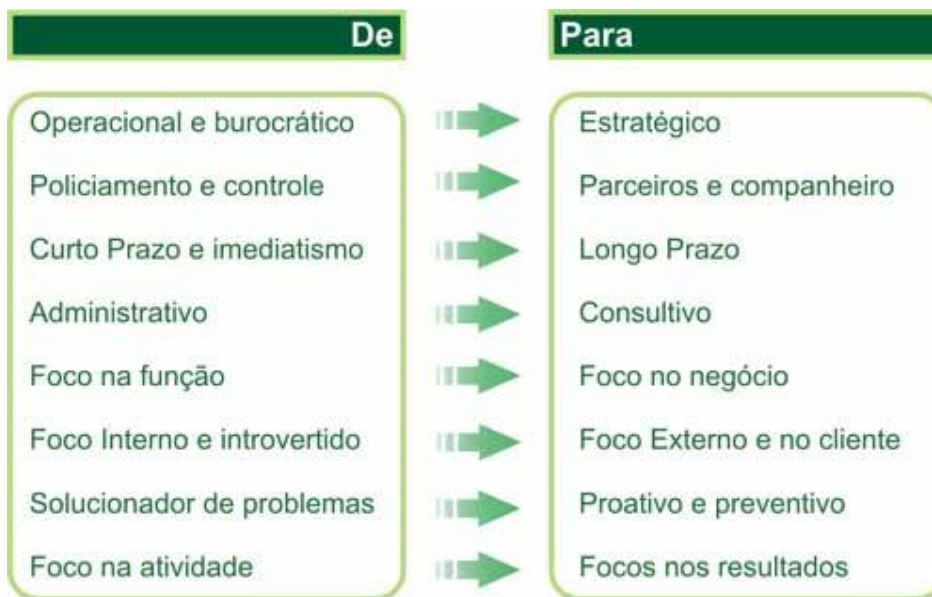 De Para
Operacional e burocrático Estratégico
Policiamento e controle Parceiros e companheiro
Curto Prazo e imediatismo Longo Prazo
Administrativo Consultivo
Foco na função Foco no negócio
Foco Interno e introvertido Foco Externo e no cliente
Solucionador de problemas Proativo e preventivo
Foco na atividade Focos nos resultados